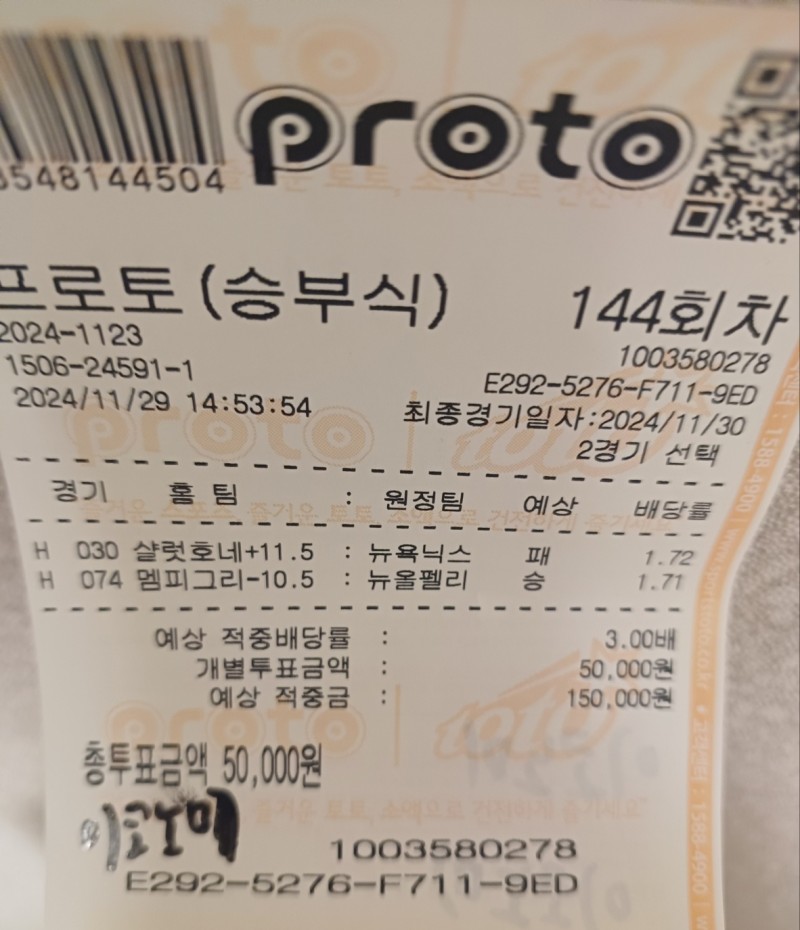 proto
3548144504
프로토(승부식) 144회차
2024-1123
1003580278
1506-24591-1
E292-5276-F711-9ED
2024/11/29 14:53:54
최종경기일자:2024/11/30
2경기 선택
경기 홈 팀 : 원정팀 예상 배당률
H 030 샬럿호네+11.5 : 뉴욕닉스 패 1.72
H 074 멤피그리-10.5 : 뉴올펠리 승 1.71
예상 적중배당률 : 3.00배
개별투표금액 : 50,000원
예상 적중금 : 150,000원
총투표금액 50,000원
1003580278
E292-5276-F711-9ED